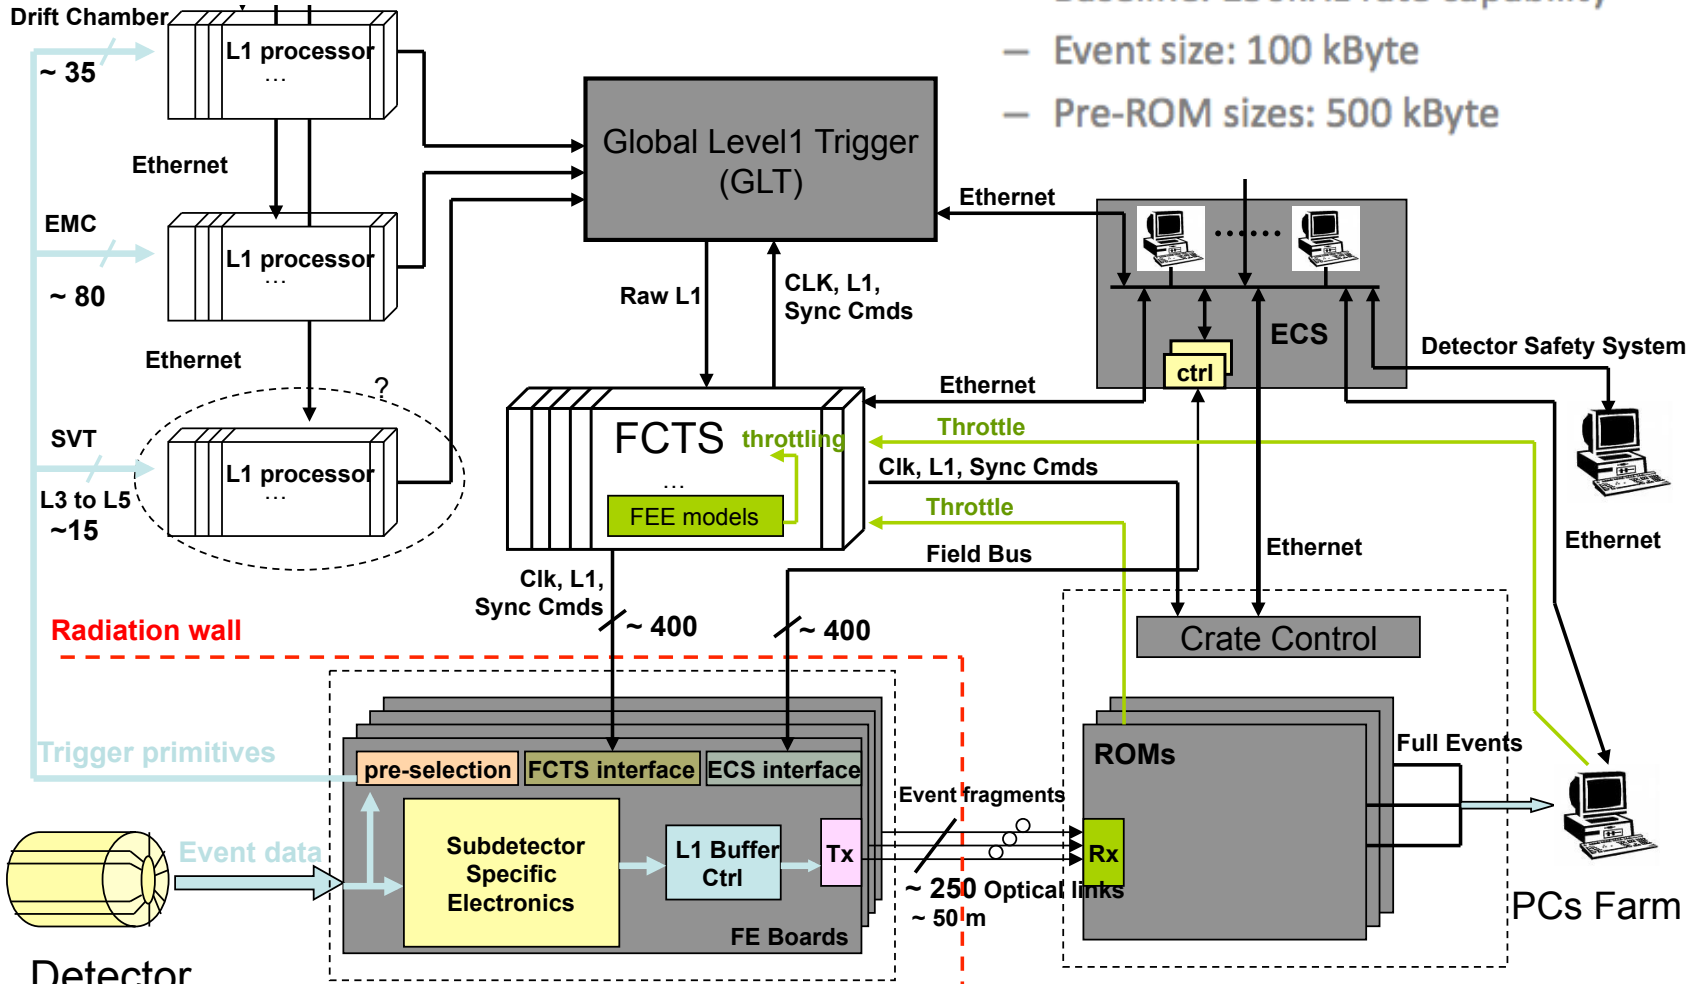 Drift Chamber
~ 35
L1 processor
...
Ethernet
EMC
~ 80
L1 processor
...
Ethernet
?
SVT
L3 to L5
~15
L1 processor
...
Global Level1 Trigger
(GLT)
rate capability
– Event size: 100 kByte
– Pre-ROM sizes: 500 kByte
Ethernet
Raw L1
CLK, L1,
Sync Cmds
ECS
ctrl
Detector Safety System
Ethernet
FCTS
throttling
...
FEE models
Throttle
Clk, L1, Sync Cmds
Throttle
Field Bus
Ethernet
Ethernet
Clk, L1,
Sync Cmds
~ 400
~ 400
Radiation wall
Crate Control
Trigger primitives
pre-selection
FCTS interface
ECS interface
ROMs
Full Events
Event fragments
Event data
Subdetector
Specific
Electronics
L1 Buffer
Ctrl
Tx
Rx
~ 250 Optical links
~ 50 m
FE Boards
PCs Farm
Detector